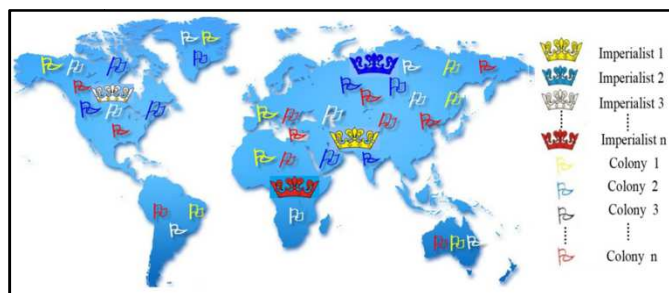 Imperialist 1
Imperialist 2
Imperialist 3
Imperialist n
Colony 1
Colony 2
Colony 3
Colony n